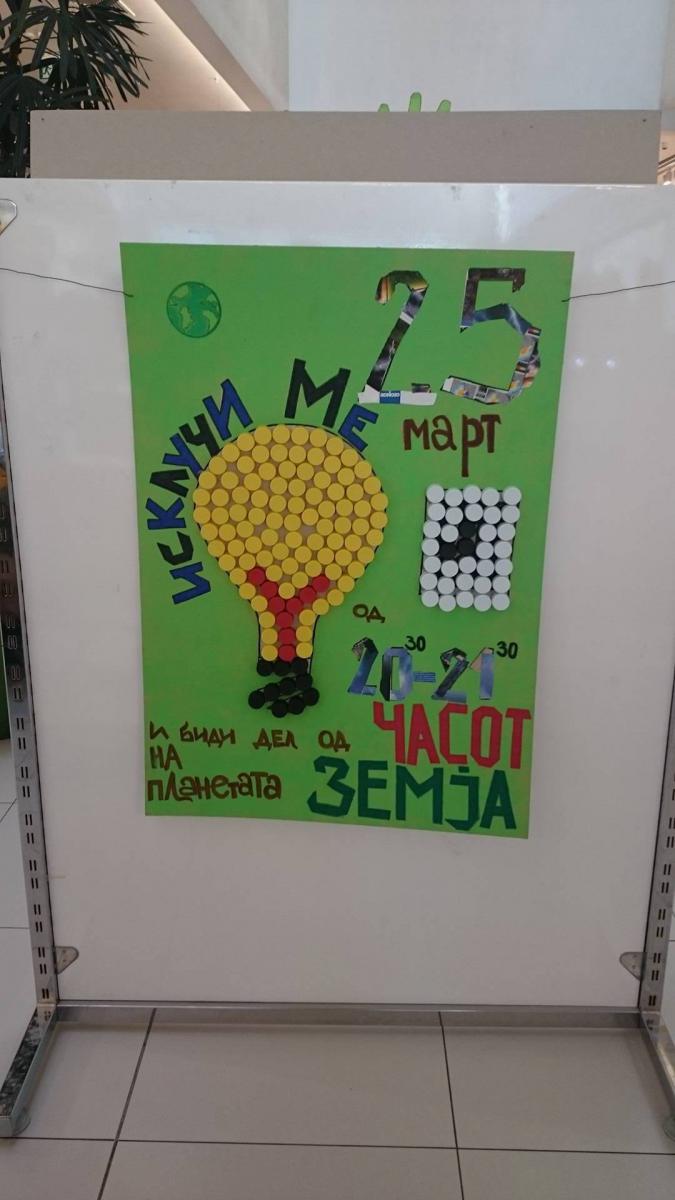 25
март
исклучи ме
од
20³⁰=21³⁰
и биди дел од ЧАСОТ
на
планетата ЗЕМЈА